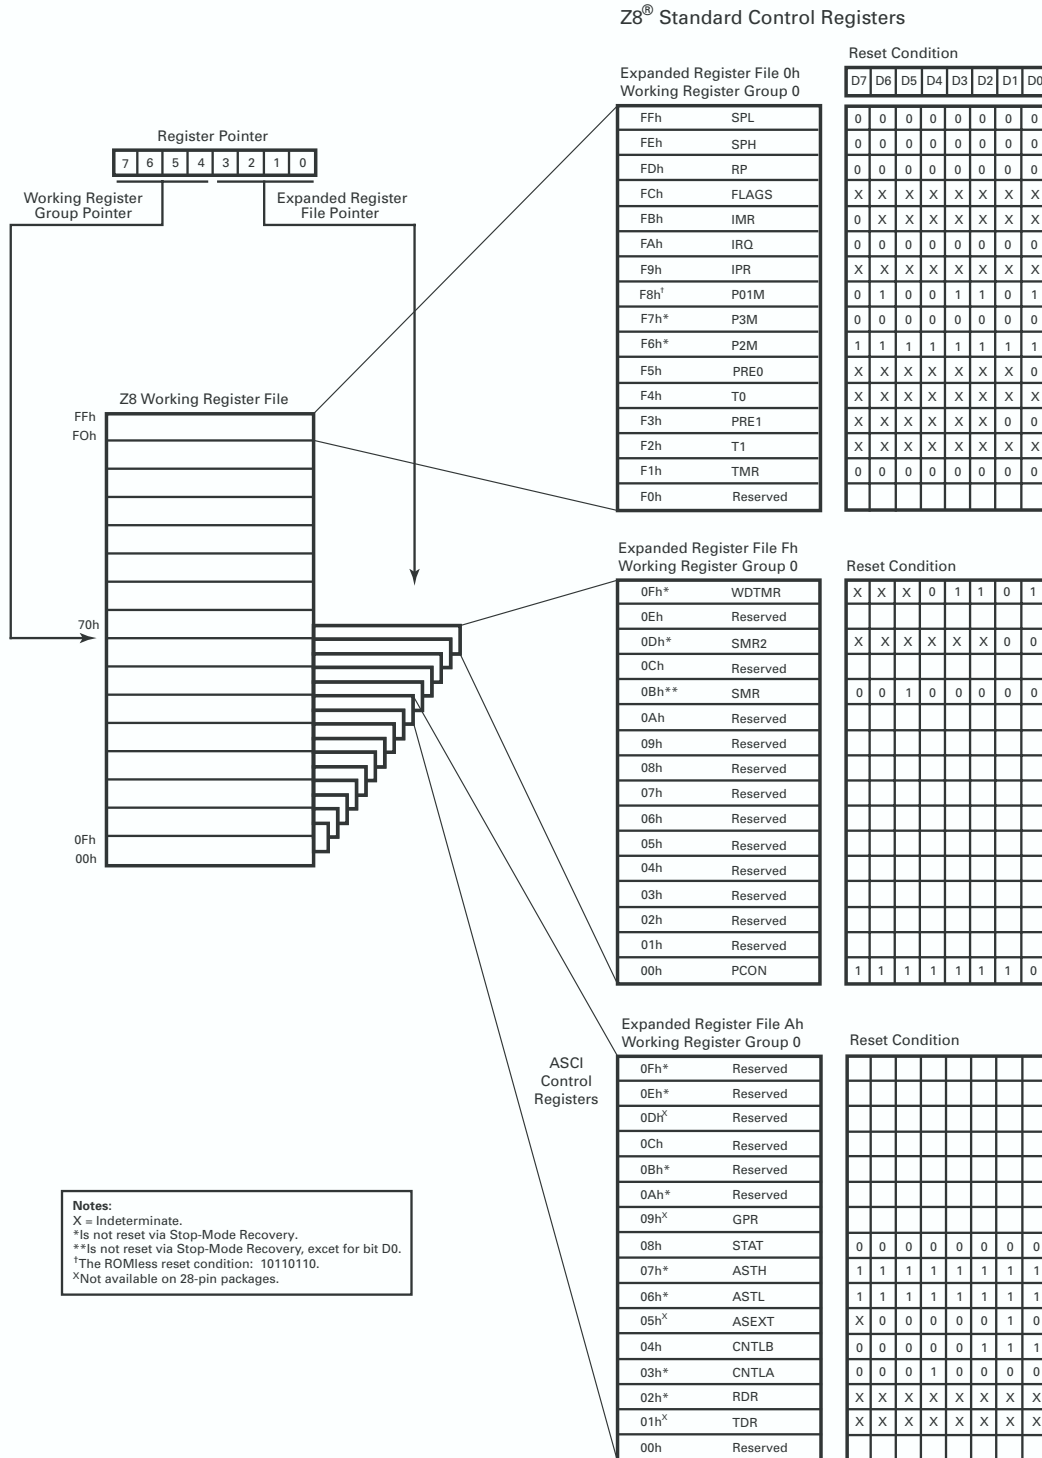 Z8® Standard Control Registers
Register Pointer
7 6 5 4 3 2 1 0
Working Register
Group Pointer
Expanded Register
File Pointer
Z8 Working Register File
FFh
FOh
70h
0Fh
00h
Expanded Register File 0h
Working Register Group 0
Reset Condition
D7 D6 D5 D4 D3 D2 D1 D0
FFh SPL 0 0 0 0 0 0 0 0
FEh SPH 0 0 0 0 0 0 0 0
FDh RP 0 0 0 0 0 0 0 0
FCh FLAGS X X X X X X X X
FBh IMR 0 X X X X X X X
FAh IRQ 0 0 0 0 0 0 0 0
F9h IPR X X X X X X X X
F8h† P01M 0 1 0 0 1 1 0 1
F7h* P3M 0 0 0 0 0 0 0 0
F6h* P2M 1 1 1 1 1 1 1 1
F5h PRE0 X X X X X X X 0
F4h T0 X X X X X X X X
F3h PRE1 X X X X X X 0 0
F2h T1 X X X X X X X X
F1h TMR 0 0 0 0 0 0 0 0
F0h Reserved
Expanded Register File Fh
Working Register Group 0
Reset Condition
0Fh* WDTMR X X X 0 1 1 0 1
0Eh Reserved
0Dh* SMR2 X X X X X X 0 0
0Ch Reserved
0Bh** SMR 0 0 1 0 0 0 0 0
0Ah Reserved
09h Reserved
08h Reserved
07h Reserved
06h Reserved
05h Reserved
04h Reserved
03h Reserved
02h Reserved
01h Reserved
00h PCON 1 1 1 1 1 1 1 0
ASCI
Control
Registers
Expanded Register File Ah
Working Register Group 0
Reset Condition
0Fh* Reserved
0Eh* Reserved
0Dhˣ Reserved
0Ch Reserved
0Bh* Reserved
0Ah* Reserved
09hˣ GPR
08h STAT 0 0 0 0 0 0 0 0
07h* ASTH 1 1 1 1 1 1 1 1
06h* ASTL 1 1 1 1 1 1 1 1
05hˣ ASEXT X 0 0 0 0 0 1 0
04h CNTLB 0 0 0 0 0 1 1 1
03h* CNTLA 0 0 0 1 0 0 0 0
02h* RDR X X X X X X X X
01hˣ TDR X X X X X X X X
00h Reserved
Notes:
X = Indeterminate.
*Is not reset via Stop-Mode Recovery.
**Is not reset via Stop-Mode Recovery, excet for bit D0.
†The ROMless reset condition: 10110110.
ˣNot available on 28-pin packages.